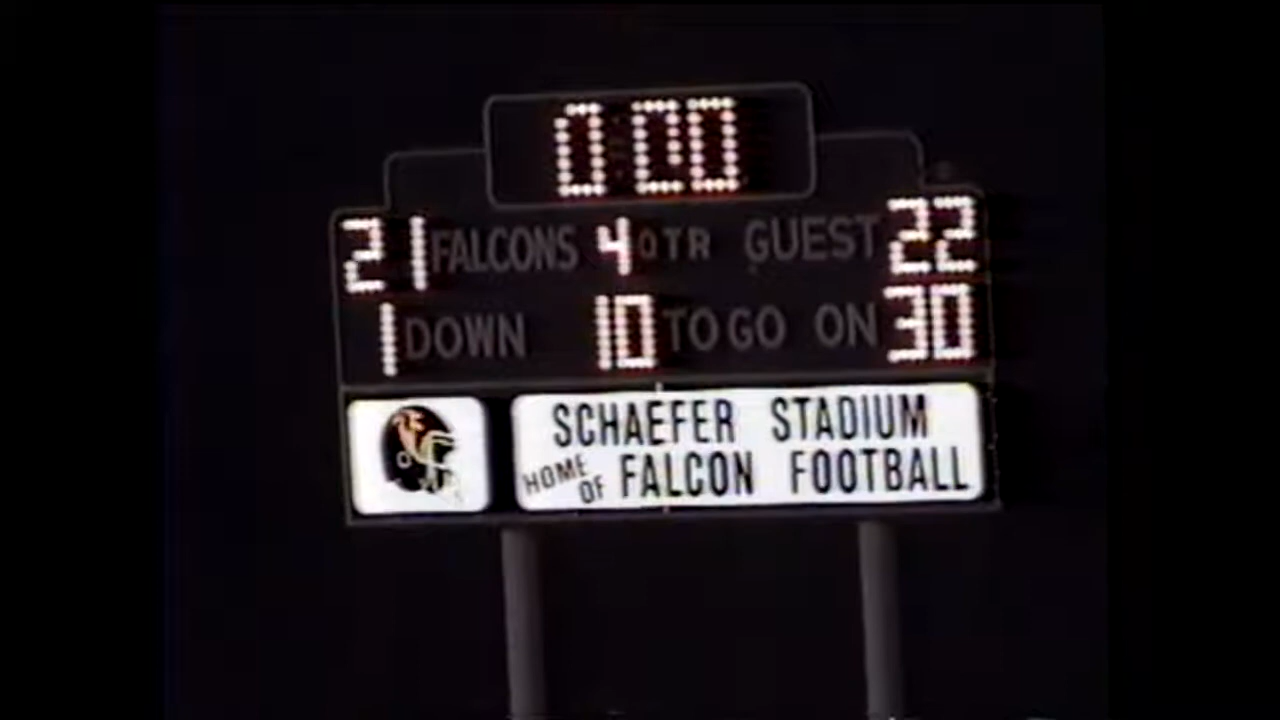 0:00
21 FALCONS 4 QTR GUEST 22
1 DOWN 10 TO GO ON 30
SCHAEFER STADIUM
HOME OF FALCON FOOTBALL